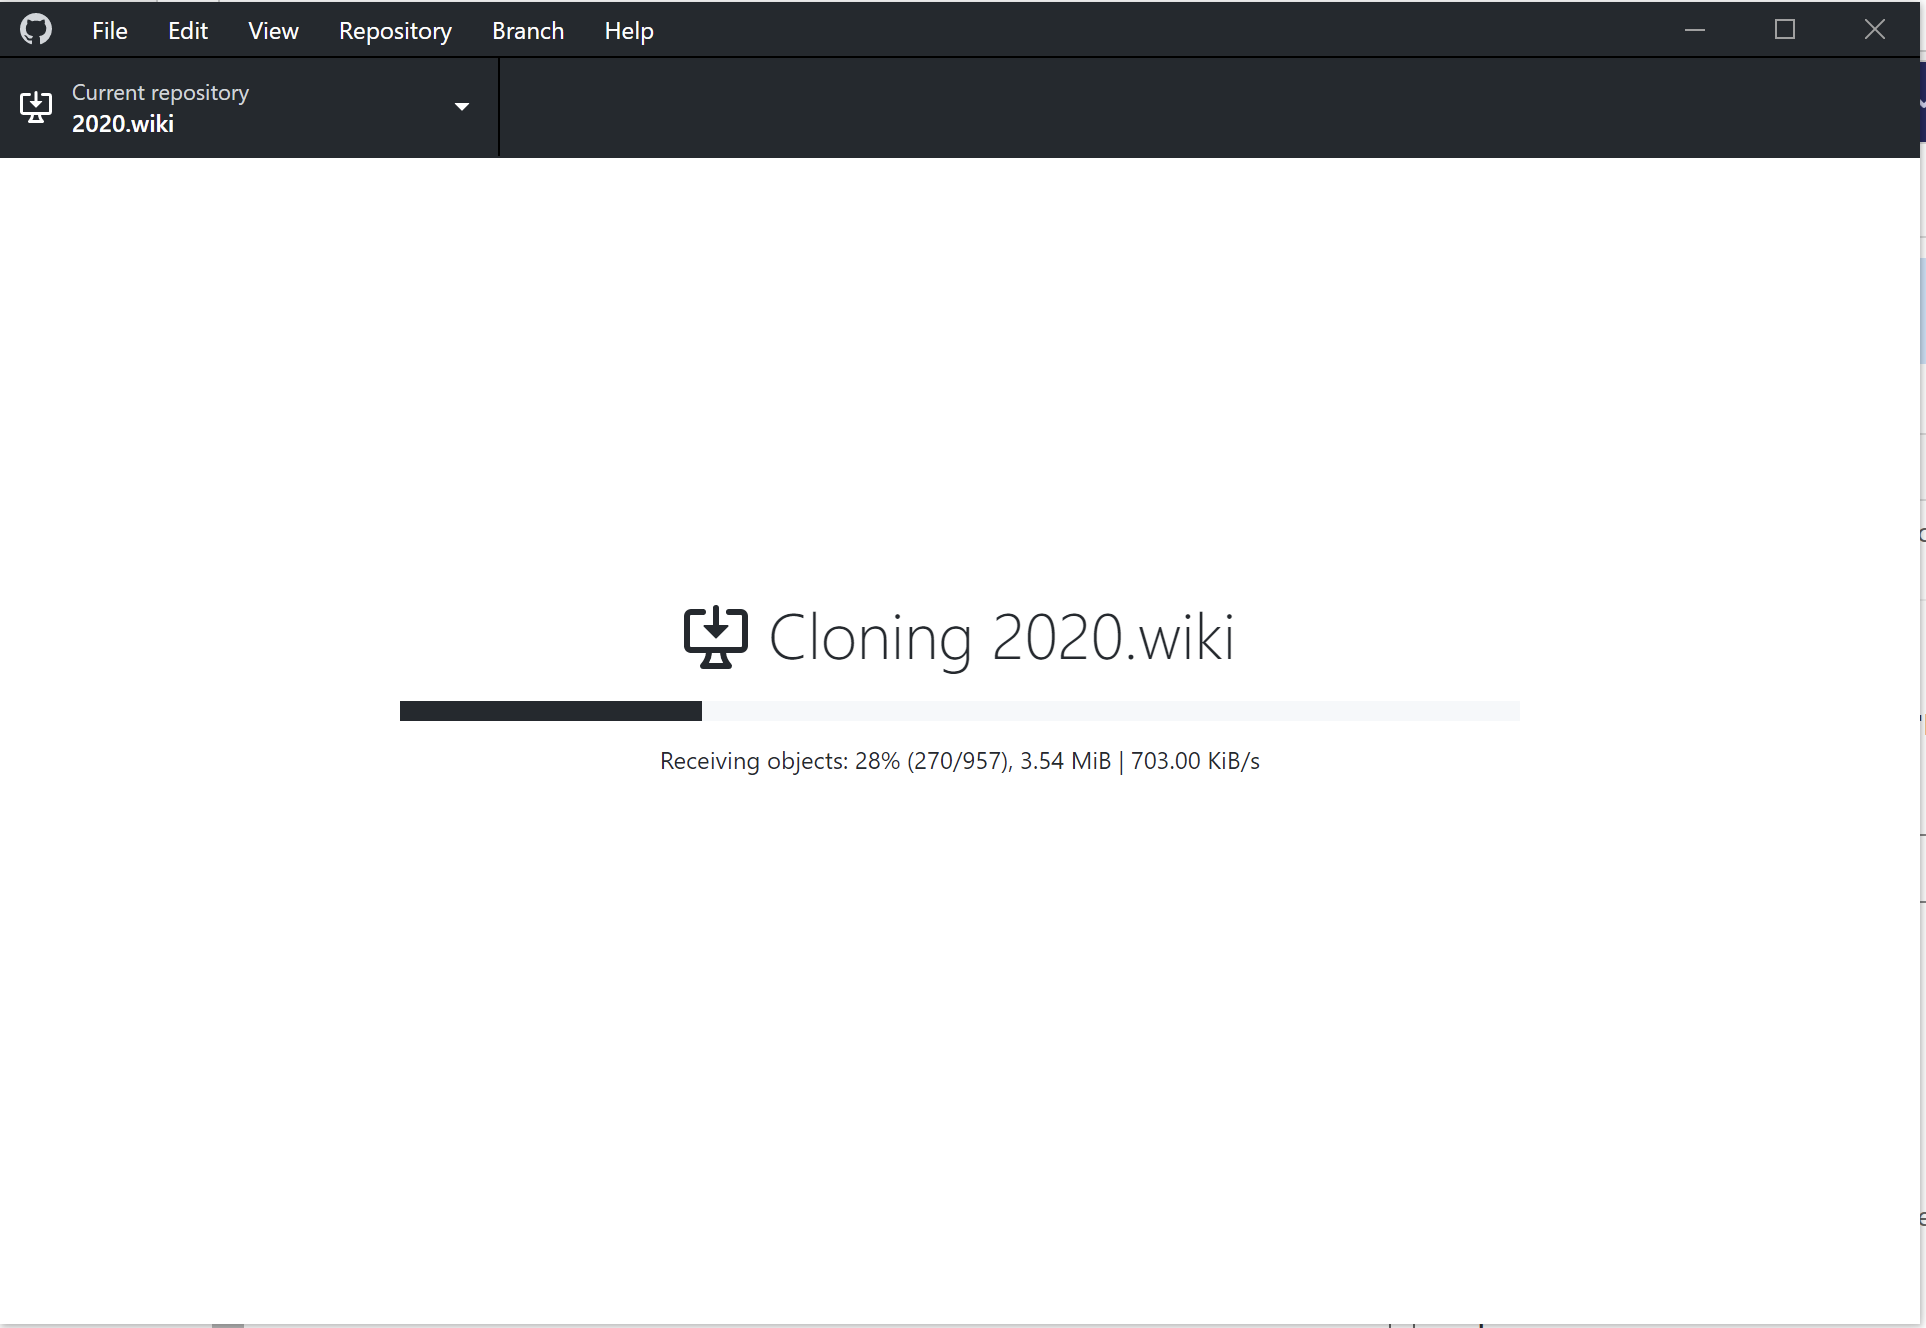 File Edit View Repository Branch Help
Current repository
2020.wiki
Cloning 2020.wiki
Receiving objects: 28% (270/957), 3.54 MiB | 703.00 KiB/s